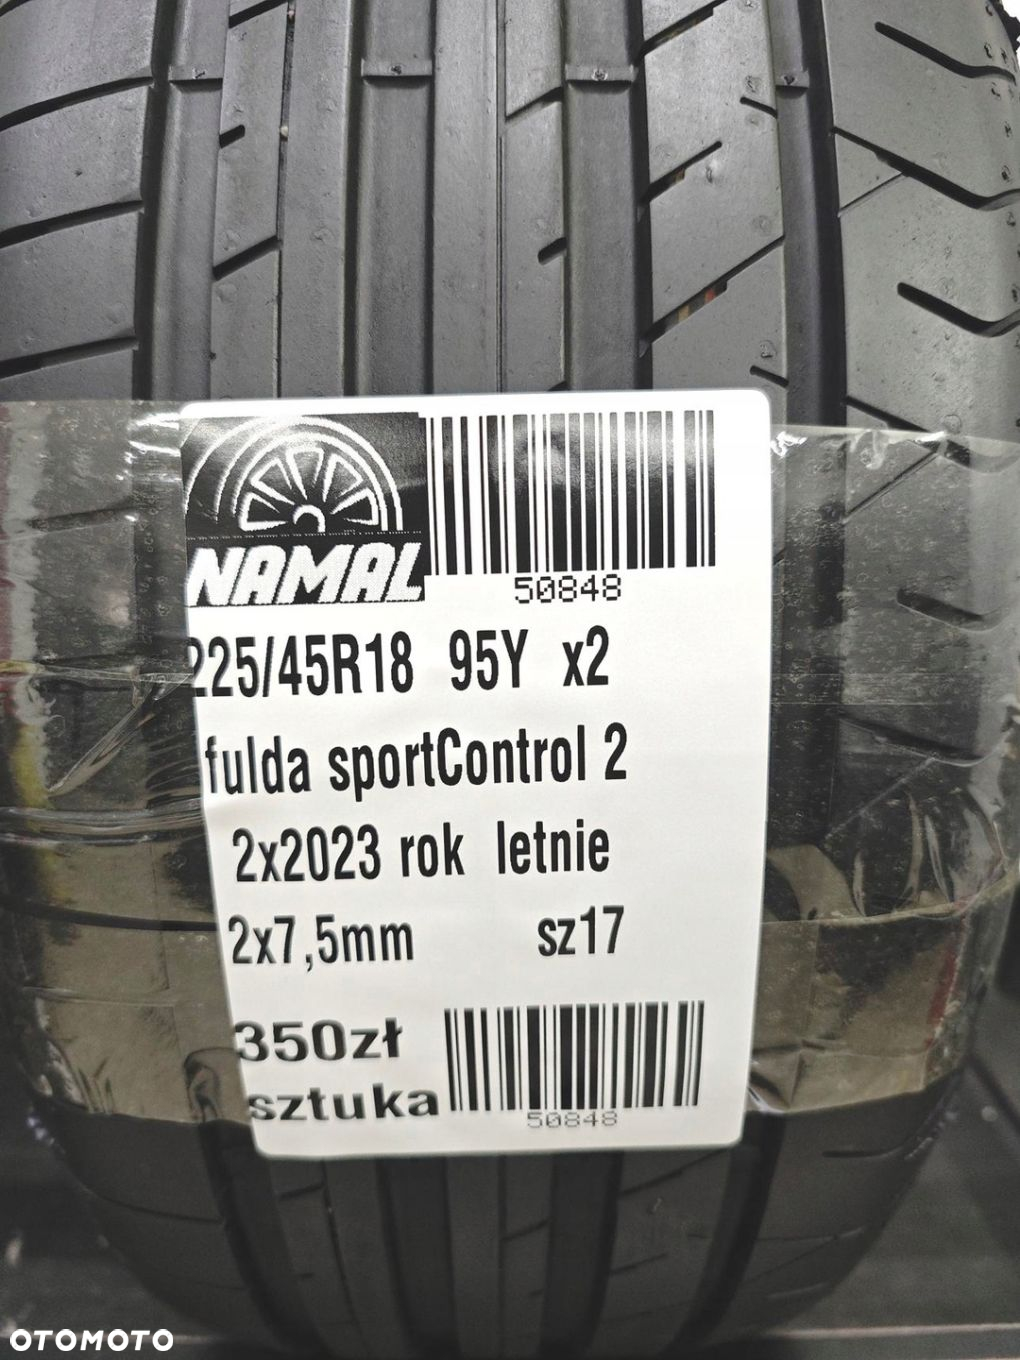 NAMAL
50848
225/45R18 95Y x2
fulda sportControl 2
2x2023 rok letnie
2x7,5mm sz17
350zł
sztuka
50848
OTOMOTO